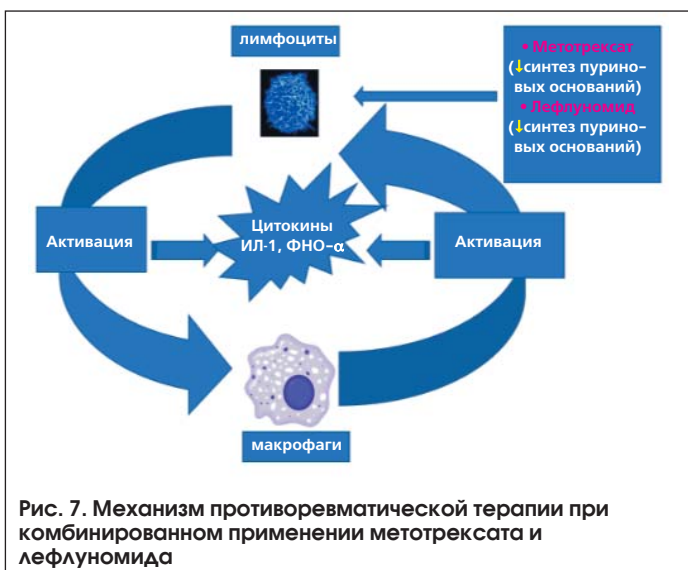 лимфоциты
• Метотрексат
(↓синтез пурино-
вых оснований)
• Лефлуномид
(↓синтез пурино-
вых оснований)
Активация
Цитокины
ИЛ-1, ФНО-α
Активация
макрофаги
Рис. 7. Механизм противоревматической терапии при
комбинированном применении метотрексата и
лефлуномида